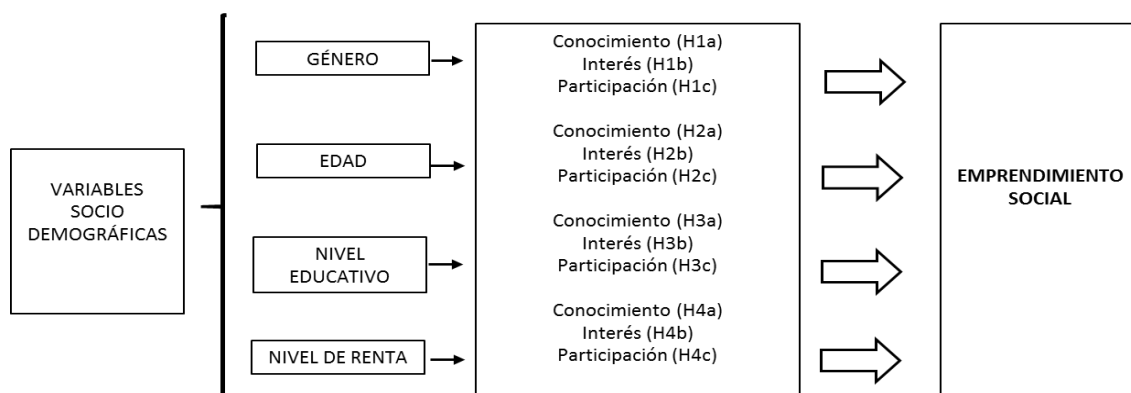 VARIABLES
SOCIO
DEMOGRÁFICAS
GÉNERO
EDAD
NIVEL
EDUCATIVO
NIVEL DE RENTA
Conocimiento (H1a)
Interés (H1b)
Participación (H1c)
Conocimiento (H2a)
Interés (H2b)
Participación (H2c)
Conocimiento (H3a)
Interés (H3b)
Participación (H3c)
Conocimiento (H4a)
Interés (H4b)
Participación (H4c)
EMPRENDIMIENTO
SOCIAL